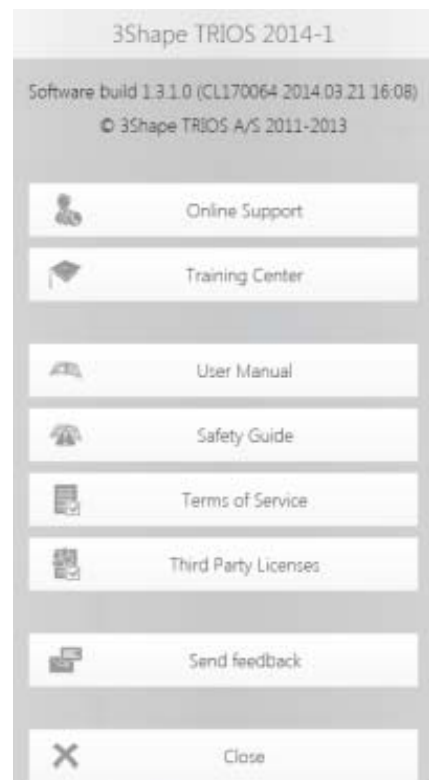 3Shape TRIOS 2014-1
Software build 1.3.1.0 (CL170064 2014.03.21 16:08)
© 3Shape TRIOS A/S 2011-2013
Online Support
Training Center
User Manual
Safety Guide
Terms of Service
Third Party Licenses
Send feedback
Close